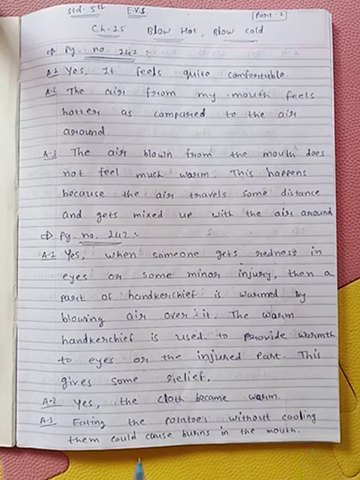 Std. 5th E.V.S Part-1
Ch-25 Blow Hot, Blow cold
Pg. no. 242
A-1 Yes, It feels quite comfortable
A-2 The air from my mouth feels
hotter as compared to the air
around
A-3 The air blown from the mouth does
not feel much warm. This happens
because the air travels some distance
and gets mixed up with the air around
Pg. no. 242:
A-1 Yes, when someone gets redness in
eyes or some minor injury, then a
part of handkerchief is warmed by
blowing air over it. The warm
handkerchief is used to provide warmth
to eyes or the injured part. This
gives some relief.
A-2 Yes, the cloth became warm.
A-3 Eating the potatoes without cooling
them could cause burns in the mouth.